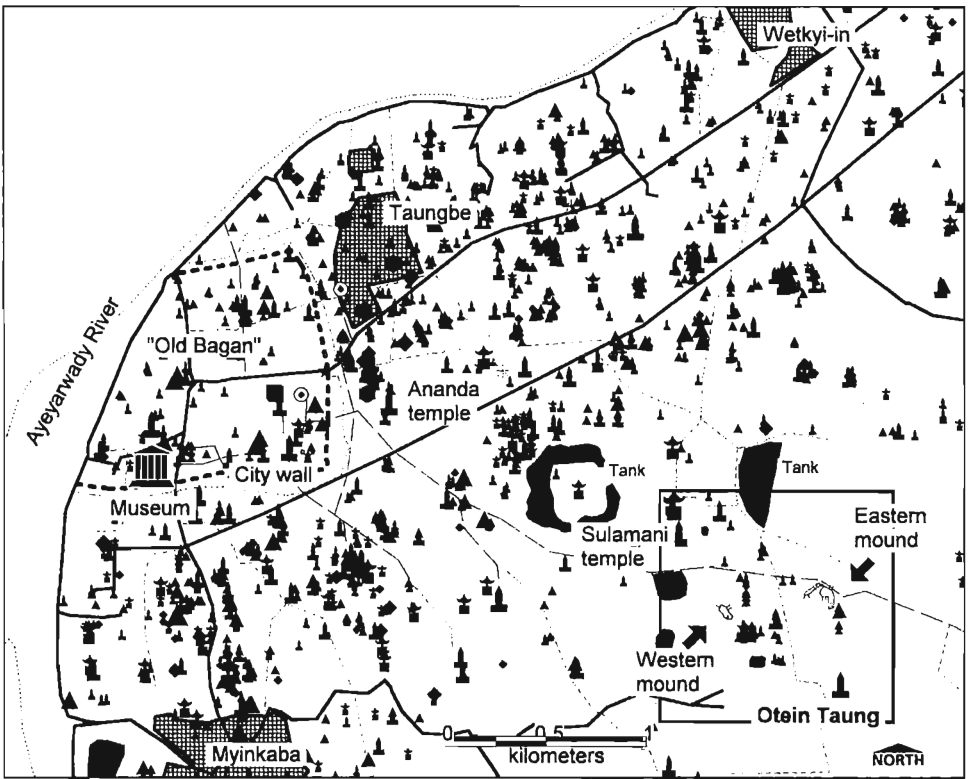 Wetkyi-in
Taungbe
Ayeyarwady River
"Old Bagan"
Ananda
temple
City wall
Museum
Tank
Tank
Sulamani
temple
Eastern
mound
Western
mound
Otein Taung
Myinkaba
0 0.5 1
kilometers
NORTH